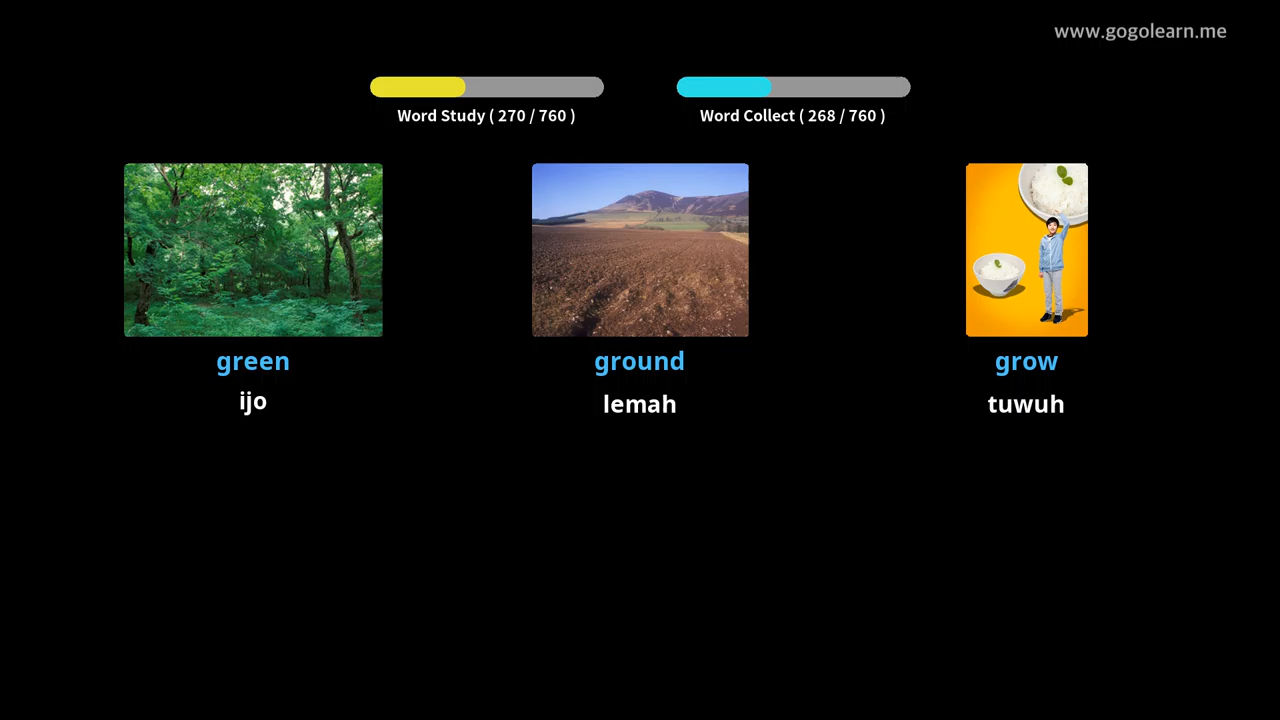 www.gogolearn.me
Word Study ( 270 / 760 )
Word Collect ( 268 / 760 )
green
ground
grow
ijo
lemah
tuwuh